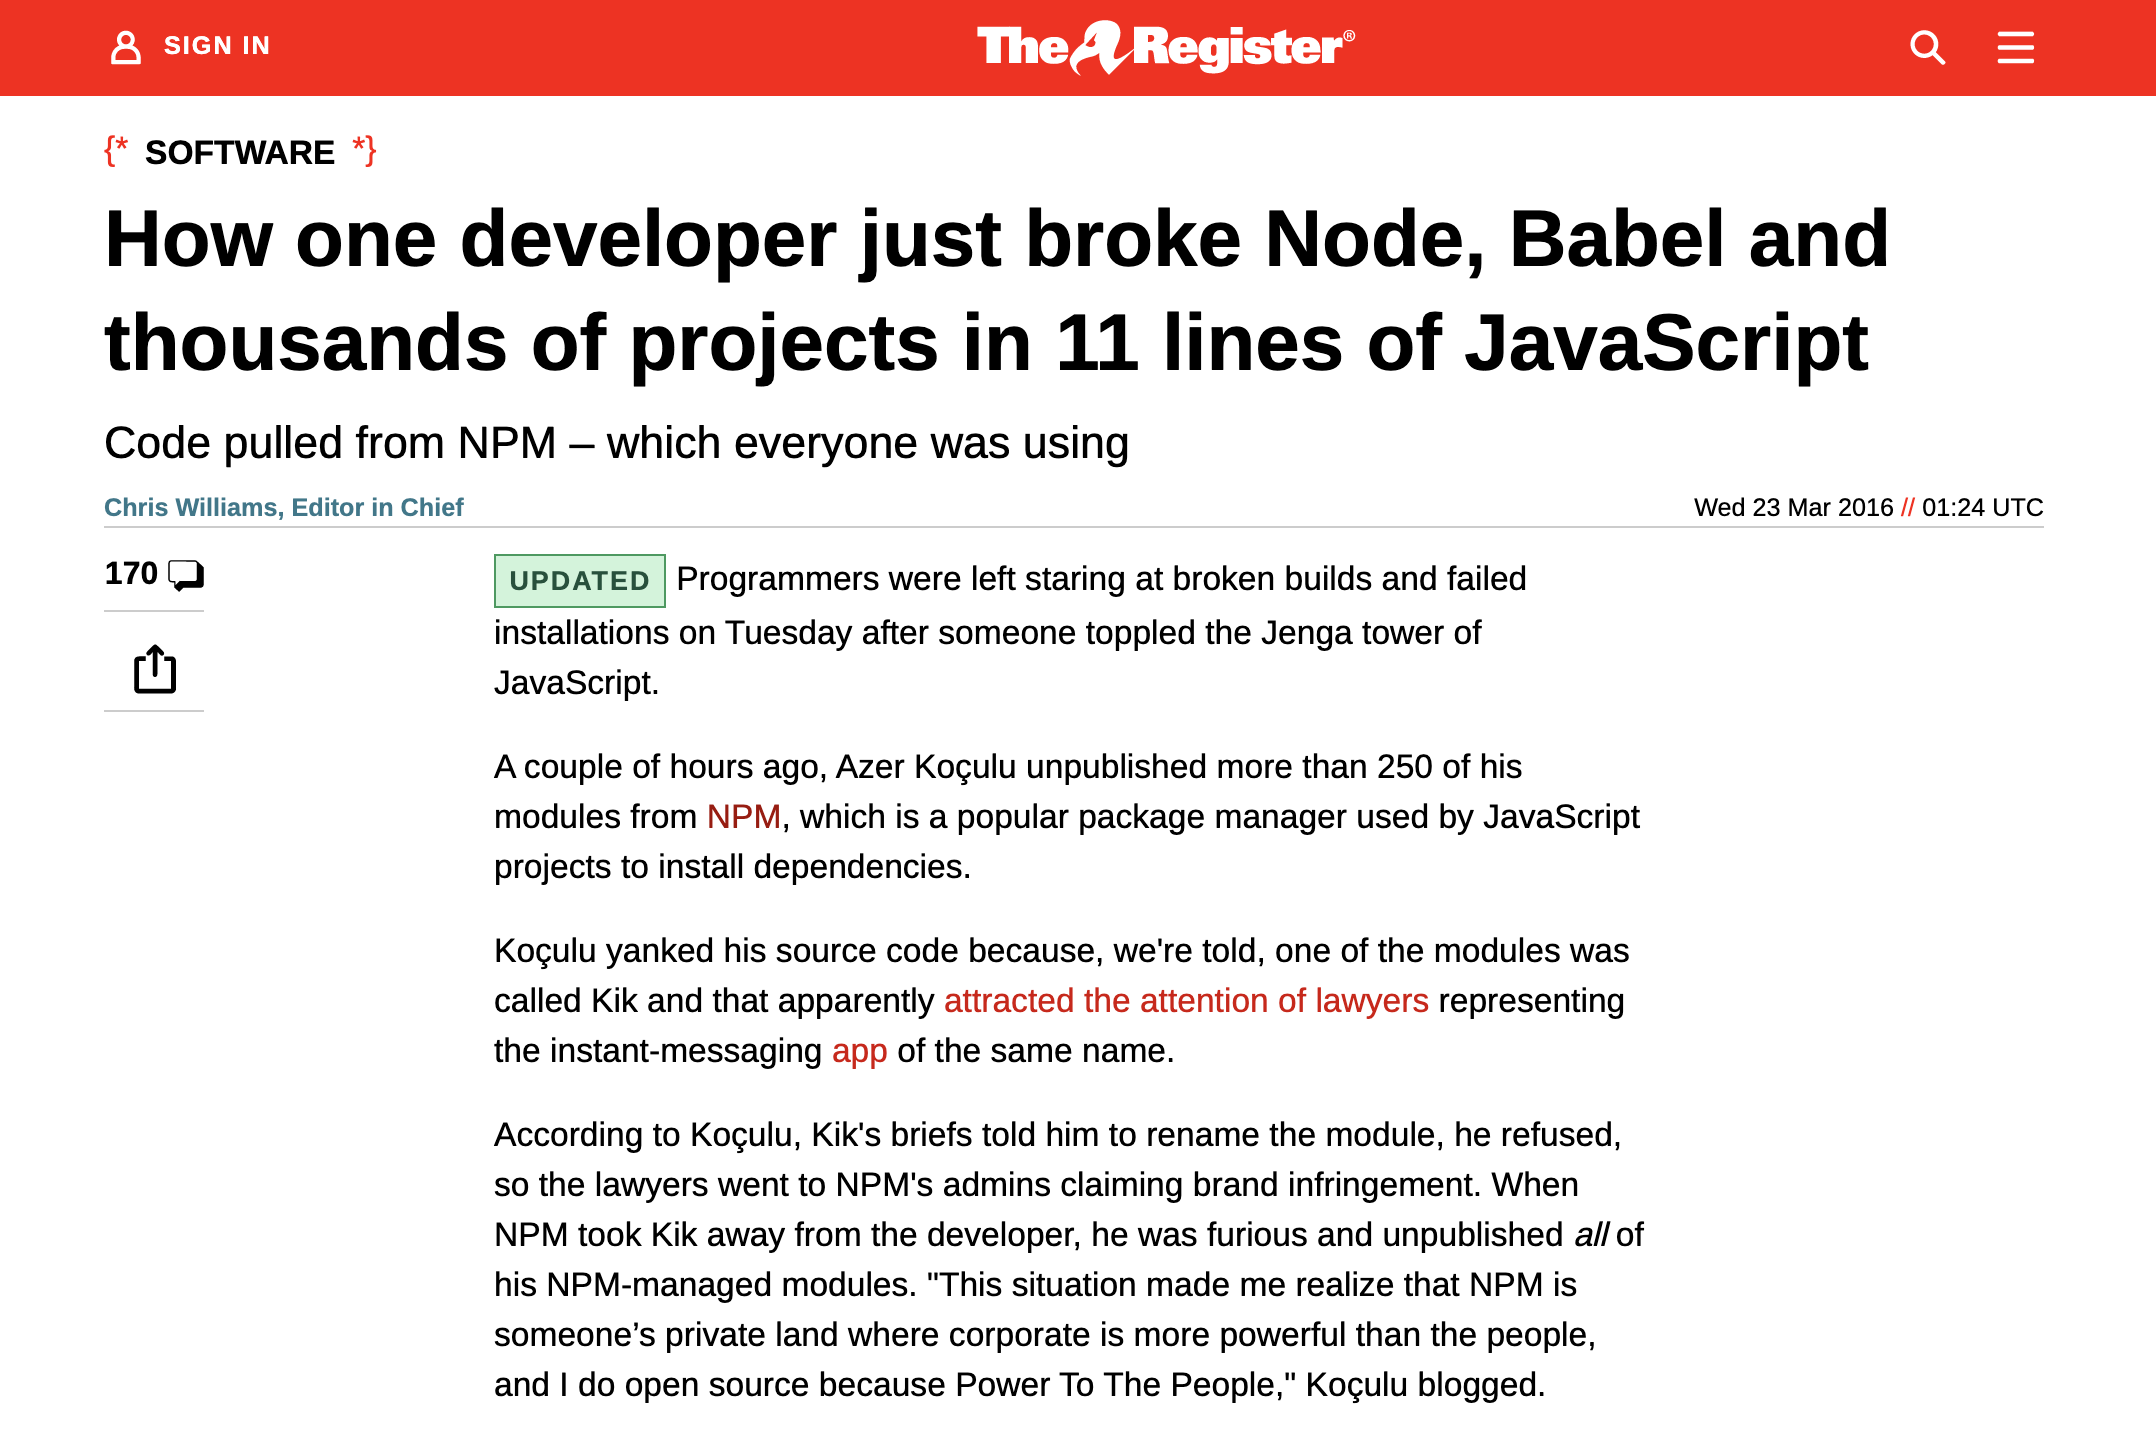 SIGN IN
The Register®
{* SOFTWARE *}
How one developer just broke Node, Babel and
thousands of projects in 11 lines of JavaScript
Code pulled from NPM – which everyone was using
Chris Williams, Editor in Chief
Wed 23 Mar 2016 // 01:24 UTC
170
UPDATED Programmers were left staring at broken builds and failed
installations on Tuesday after someone toppled the Jenga tower of
JavaScript.
A couple of hours ago, Azer Koçulu unpublished more than 250 of his
modules from NPM, which is a popular package manager used by JavaScript
projects to install dependencies.
Koçulu yanked his source code because, we're told, one of the modules was
called Kik and that apparently attracted the attention of lawyers representing
the instant-messaging app of the same name.
According to Koçulu, Kik's briefs told him to rename the module, he refused,
so the lawyers went to NPM's admins claiming brand infringement. When
NPM took Kik away from the developer, he was furious and unpublished all of
his NPM-managed modules. "This situation made me realize that NPM is
someone’s private land where corporate is more powerful than the people,
and I do open source because Power To The People," Koçulu blogged.